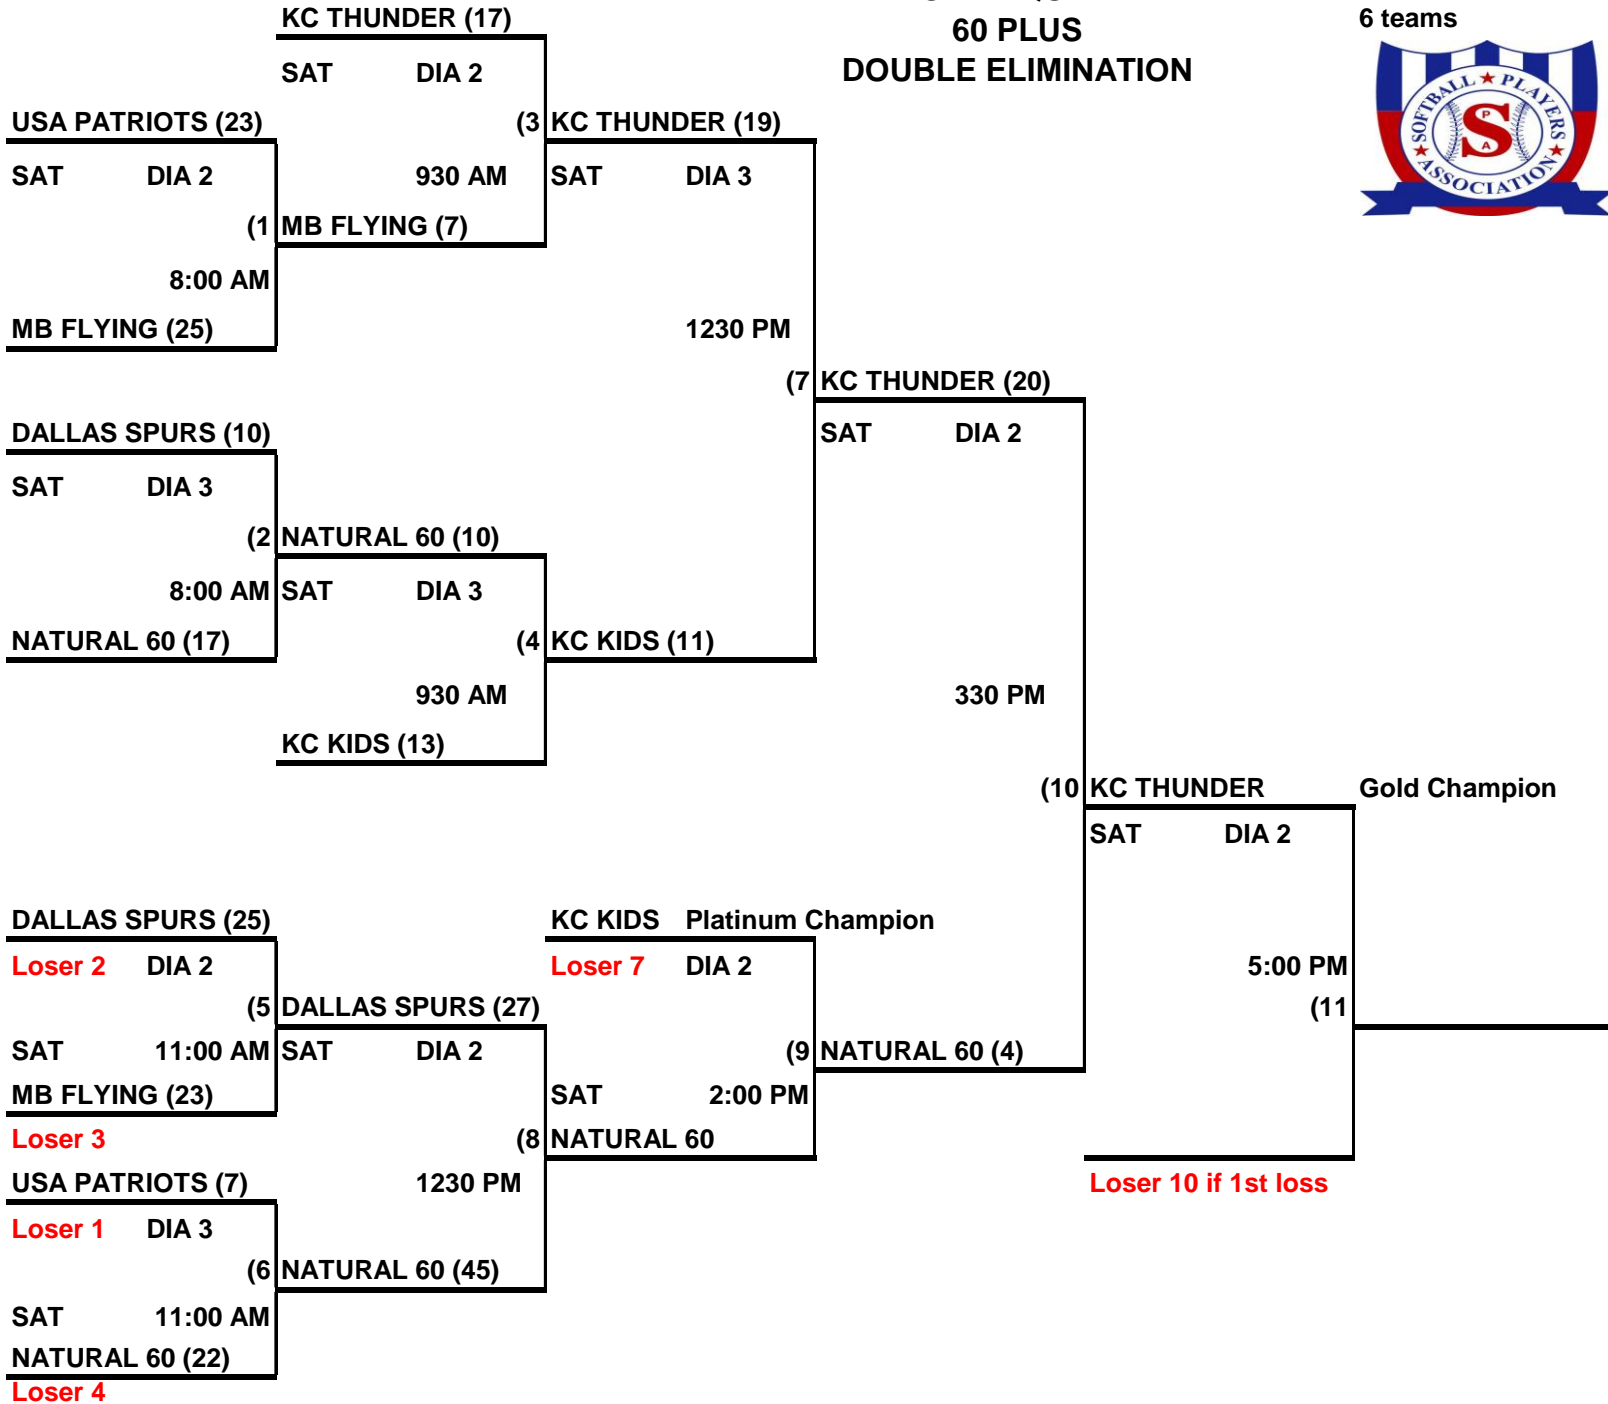 KC THUNDER (17)
60 PLUS
6 teams
SAT DIA 2
DOUBLE ELIMINATION
USA PATRIOTS (23)
(3 KC THUNDER (19)
SAT DIA 2
930 AM
SAT DIA 3
(1 MB FLYING (7)
8:00 AM
MB FLYING (25)
1230 PM
(7 KC THUNDER (20)
DALLAS SPURS (10)
SAT DIA 2
SAT DIA 3
(2 NATURAL 60 (10)
8:00 AM
SAT DIA 3
NATURAL 60 (17)
(4 KC KIDS (11)
930 AM
330 PM
KC KIDS (13)
(10 KC THUNDER
Gold Champion
SAT DIA 2
DALLAS SPURS (25)
KC KIDS Platinum Champion
Loser 2 DIA 2
Loser 7 DIA 2
5:00 PM
(5 DALLAS SPURS (27)
(11
SAT 11:00 AM
SAT DIA 2
(9 NATURAL 60 (4)
MB FLYING (23)
SAT 2:00 PM
Loser 3
(8 NATURAL 60
USA PATRIOTS (7)
1230 PM
Loser 10 if 1st loss
Loser 1 DIA 3
(6 NATURAL 60 (45)
SAT 11:00 AM
NATURAL 60 (22)
Loser 4
SOFTBALL PLAYERS
ASSOCIATION
S
P
A